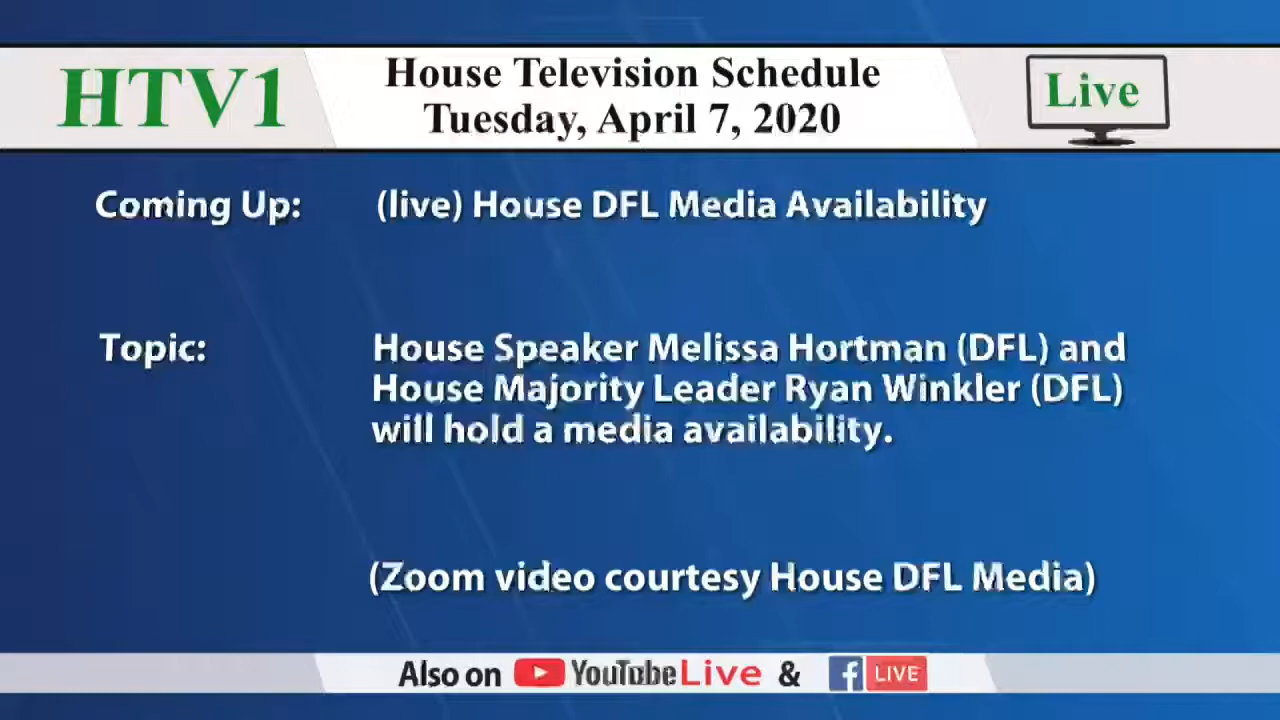 HTV1
House Television Schedule
Tuesday, April 7, 2020
Live
Coming Up: (live) House DFL Media Availability
Topic: House Speaker Melissa Hortman (DFL) and
House Majority Leader Ryan Winkler (DFL)
will hold a media availability.
(Zoom video courtesy House DFL Media)
Also on YouTube Live & f LIVE